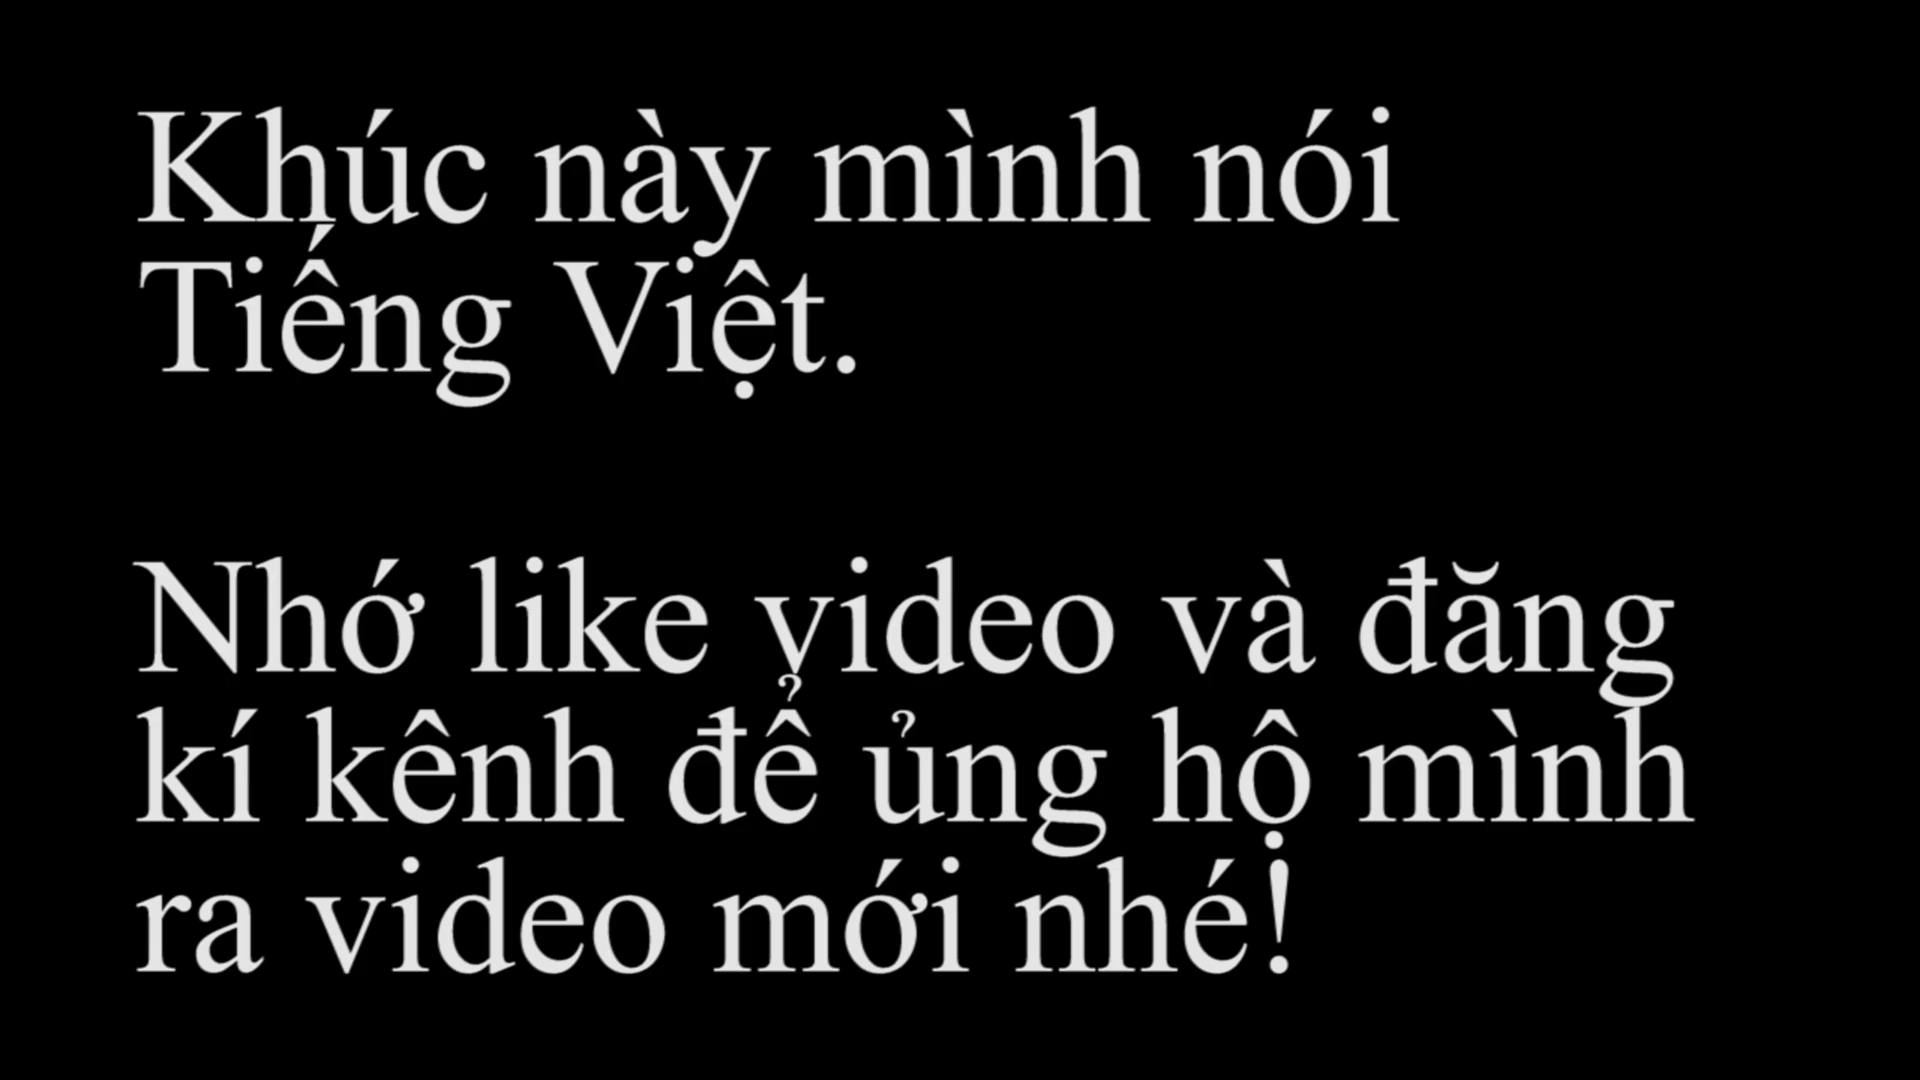 Khúc này mình nói
Tiếng Việt.
Nhớ like video và đăng
kí kênh để ủng hộ mình
ra video mới nhé!